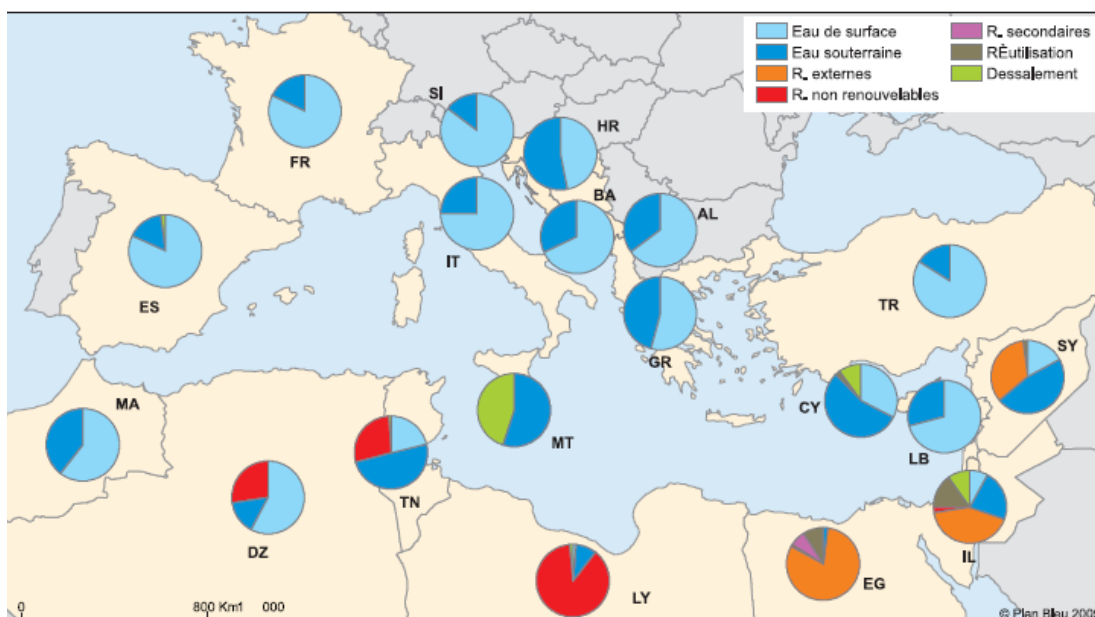 Eau de surface
Eau souterraine
R. externes
R. non renouvelables
R. secondaires
RÈutilisation
Dessalement
FR
SI
HR
BA
AL
IT
ES
GR
TR
SY
MA
MT
CY
LB
TN
DZ
IL
LY
EG
0 800 Km1 000
© Plan Bleu 2009